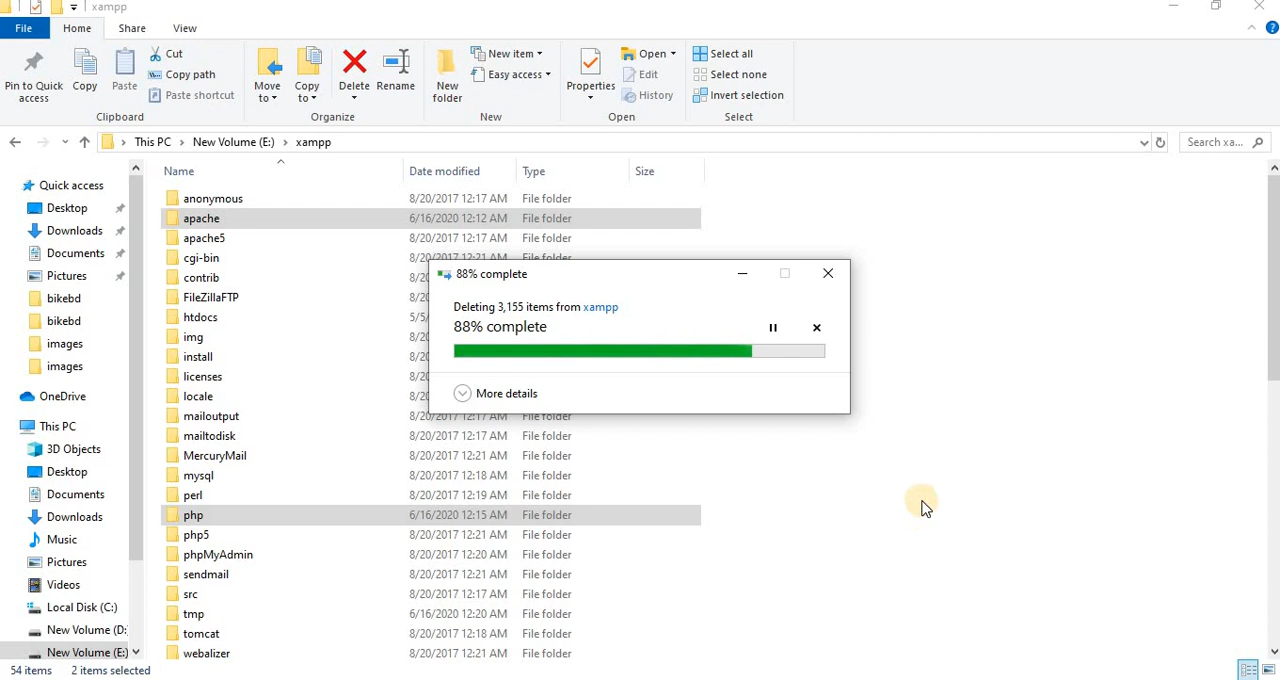 xampp
File Home Share View
Pin to Quick access
Copy
Paste
Cut
Copy path
Paste shortcut
Clipboard
Move to
Copy to
Delete
Rename
Organize
New folder
New item
Easy access
New
Properties
Open
Edit
History
Open
Select all
Select none
Invert selection
Select
This PC > New Volume (E:) > xampp
Search xa...
Quick access
Desktop
Downloads
Documents
Pictures
bikebd
bikebd
images
images
OneDrive
This PC
3D Objects
Desktop
Documents
Downloads
Music
Pictures
Videos
Local Disk (C:)
New Volume (D:
New Volume (E:)
Name Date modified Type Size
anonymous 8/20/2017 12:17 AM File folder
apache 6/16/2020 12:12 AM File folder
apache5 8/20/2017 12:17 AM File folder
cgi-bin 8/20/2017 12:21 AM File folder
contrib 8/2
FileZillaFTP 8/2
htdocs 5/5/
img 8/2
install 8/2
licenses 8/2
locale 8/2
mailoutput 8/20/2017 12:17 AM File folder
mailtodisk 8/20/2017 12:17 AM File folder
MercuryMail 8/20/2017 12:21 AM File folder
mysql 8/20/2017 12:18 AM File folder
perl 8/20/2017 12:19 AM File folder
php 6/16/2020 12:15 AM File folder
php5 8/20/2017 12:21 AM File folder
phpMyAdmin 8/20/2017 12:20 AM File folder
sendmail 8/20/2017 12:21 AM File folder
src 8/20/2017 12:17 AM File folder
tmp 6/16/2020 12:20 AM File folder
tomcat 8/20/2017 12:18 AM File folder
webalizer 8/20/2017 12:21 AM File folder
88% complete
Deleting 3,155 items from xampp
88% complete
More details
54 items 2 items selected